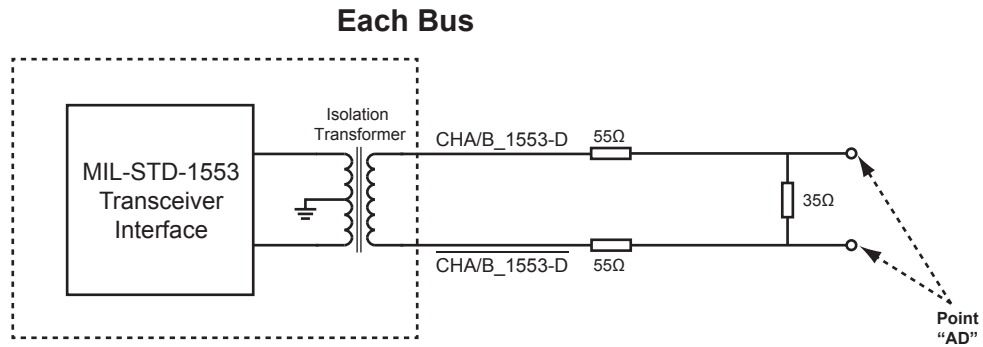 Each Bus
Isolation
Transformer
MIL-STD-1553
Transceiver
Interface
CHA/B_1553-D
55Ω
35Ω
CHA/B_1553-D
55Ω
Point
“AD”